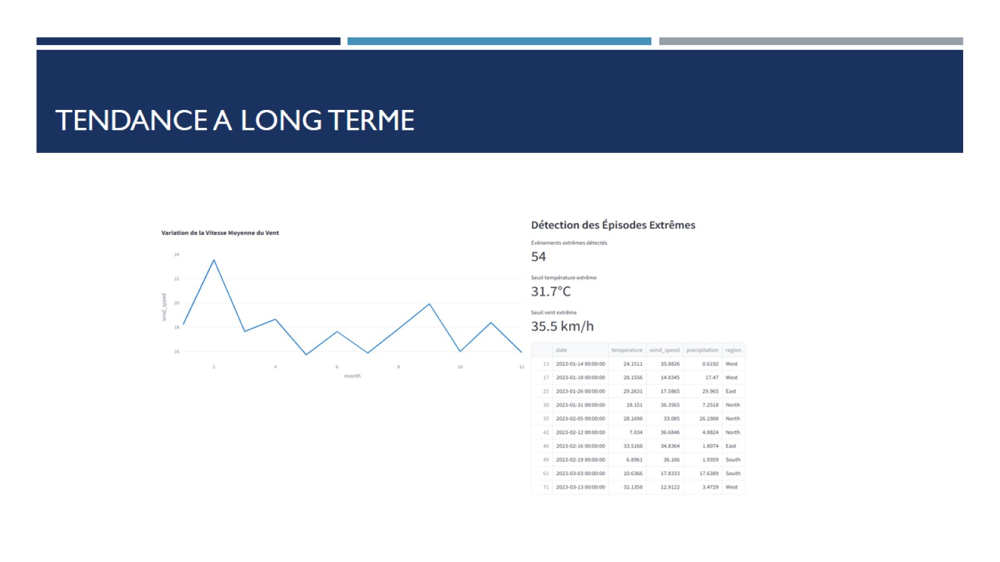 TENDANCE A LONG TERME
Variation de la Vitesse Moyenne du Vent
24
22
20
18
16
wind_speed
2 4 6 8 10 12
month
Détection des Épisodes Extrêmes
Événements extrêmes détectés
54
Seuil température extrême
31.7°C
Seuil vent extrême
35.5 km/h
date temperature wind_speed precipitation region
13 2023-01-14 00:00:00 24.1511 35.8826 0.6192 West
17 2023-01-18 00:00:00 28.1556 14.8345 17.47 West
25 2023-01-26 00:00:00 29.2631 17.5865 29.965 East
30 2023-01-31 00:00:00 18.151 36.3565 7.2518 North
35 2023-02-05 00:00:00 28.1698 33.085 26.1908 North
42 2023-02-12 00:00:00 7.034 36.6846 4.8824 North
46 2023-02-16 00:00:00 33.5168 34.8364 1.8074 East
49 2023-02-19 00:00:00 6.8961 36.166 1.9359 South
61 2023-03-03 00:00:00 10.6366 17.8333 17.6389 South
71 2023-03-13 00:00:00 32.1358 12.9122 3.4729 West